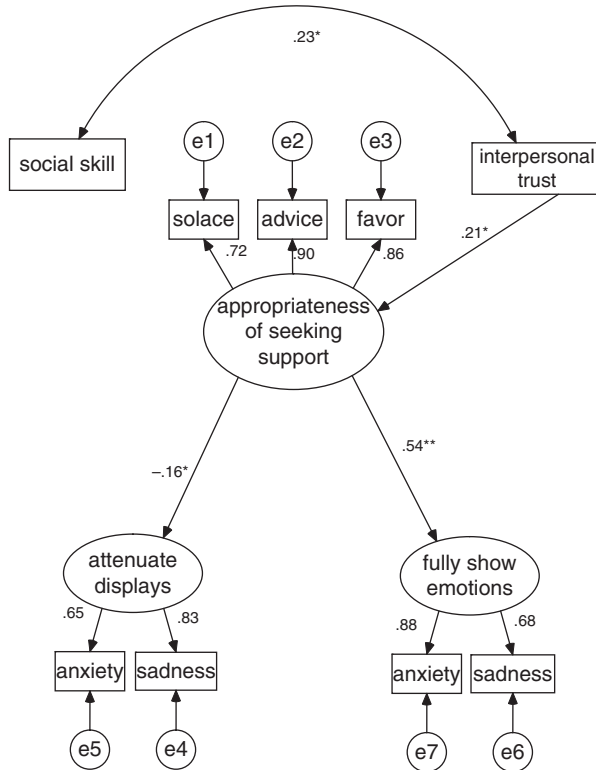 .23*
social skill
e1
e2
e3
interpersonal
trust
solace
advice
favor
.72
.90
.86
.21*
appropriateness
of seeking
support
–.16*
.54**
attenuate
displays
fully show
emotions
.65
.83
.88
.68
anxiety
sadness
anxiety
sadness
e5
e4
e7
e6